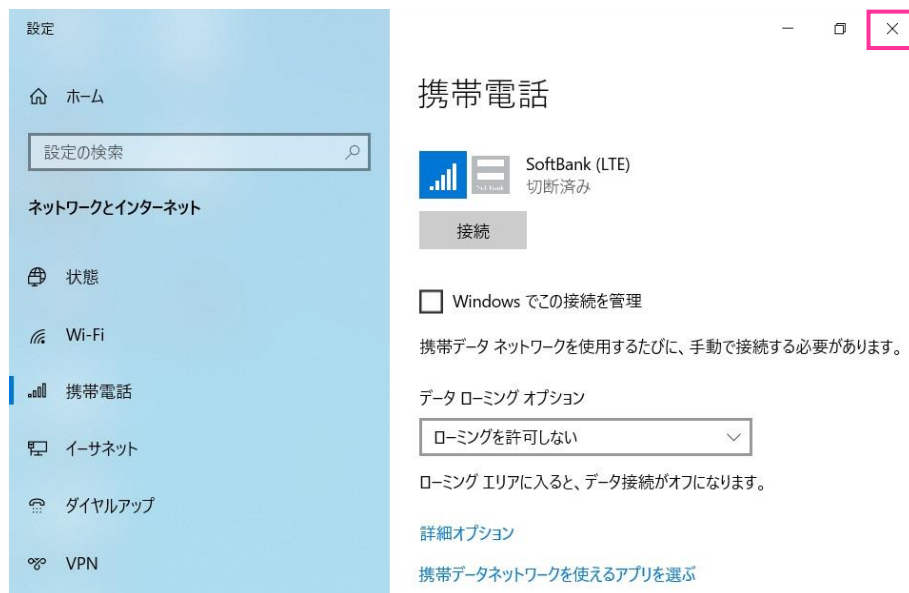 設定
ホーム
設定の検索
ネットワークとインターネット
状態
Wi-Fi
携帯電話
イーサネット
ダイヤルアップ
VPN
携帯電話
SoftBank (LTE)
切断済み
接続
Windows でこの接続を管理
携帯データ ネットワークを使用するたびに、手動で接続する必要があります。
データ ローミング オプション
ローミングを許可しない
ローミング エリアに入ると、データ接続がオフになります。
詳細オプション
携帯データネットワークを使えるアプリを選ぶ